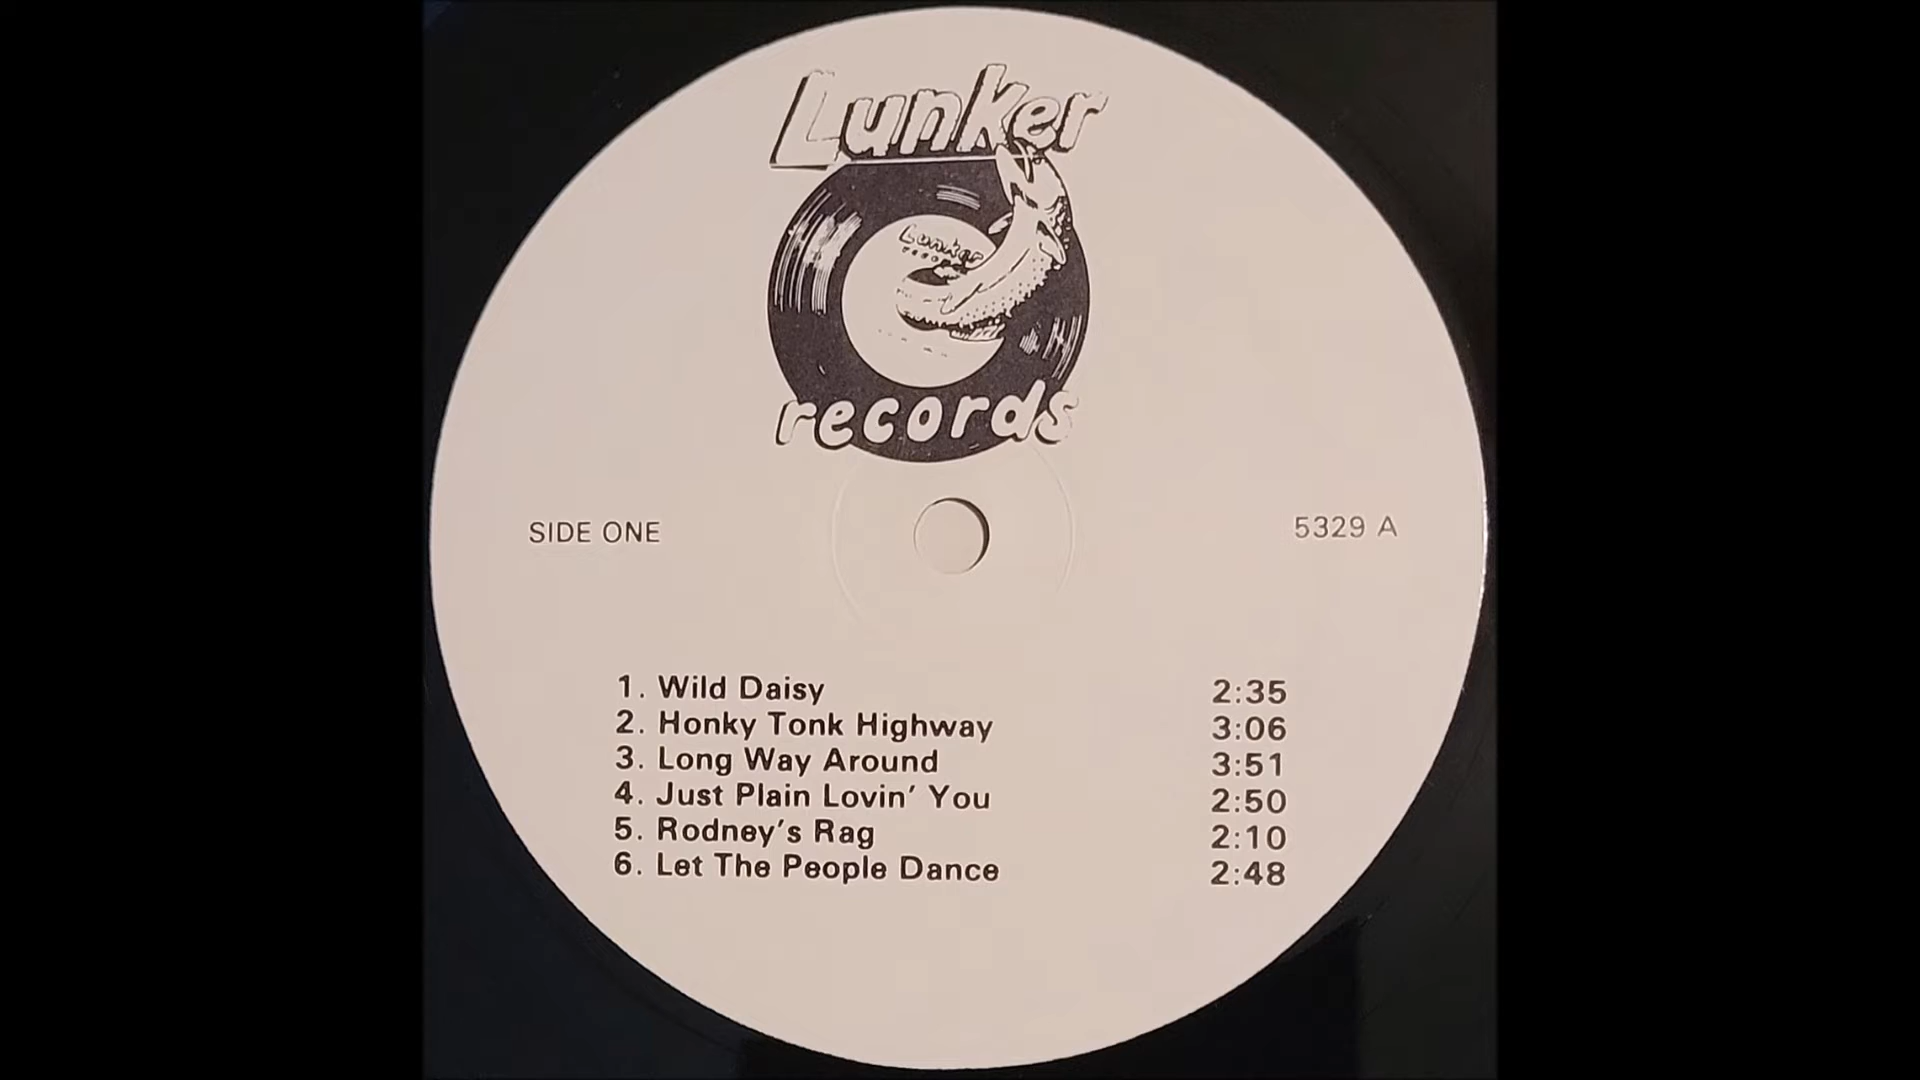 Lunker
Lunker
records
SIDE ONE
5329 A
1. Wild Daisy 2:35
2. Honky Tonk Highway 3:06
3. Long Way Around 3:51
4. Just Plain Lovin’ You 2:50
5. Rodney’s Rag 2:10
6. Let The People Dance 2:48